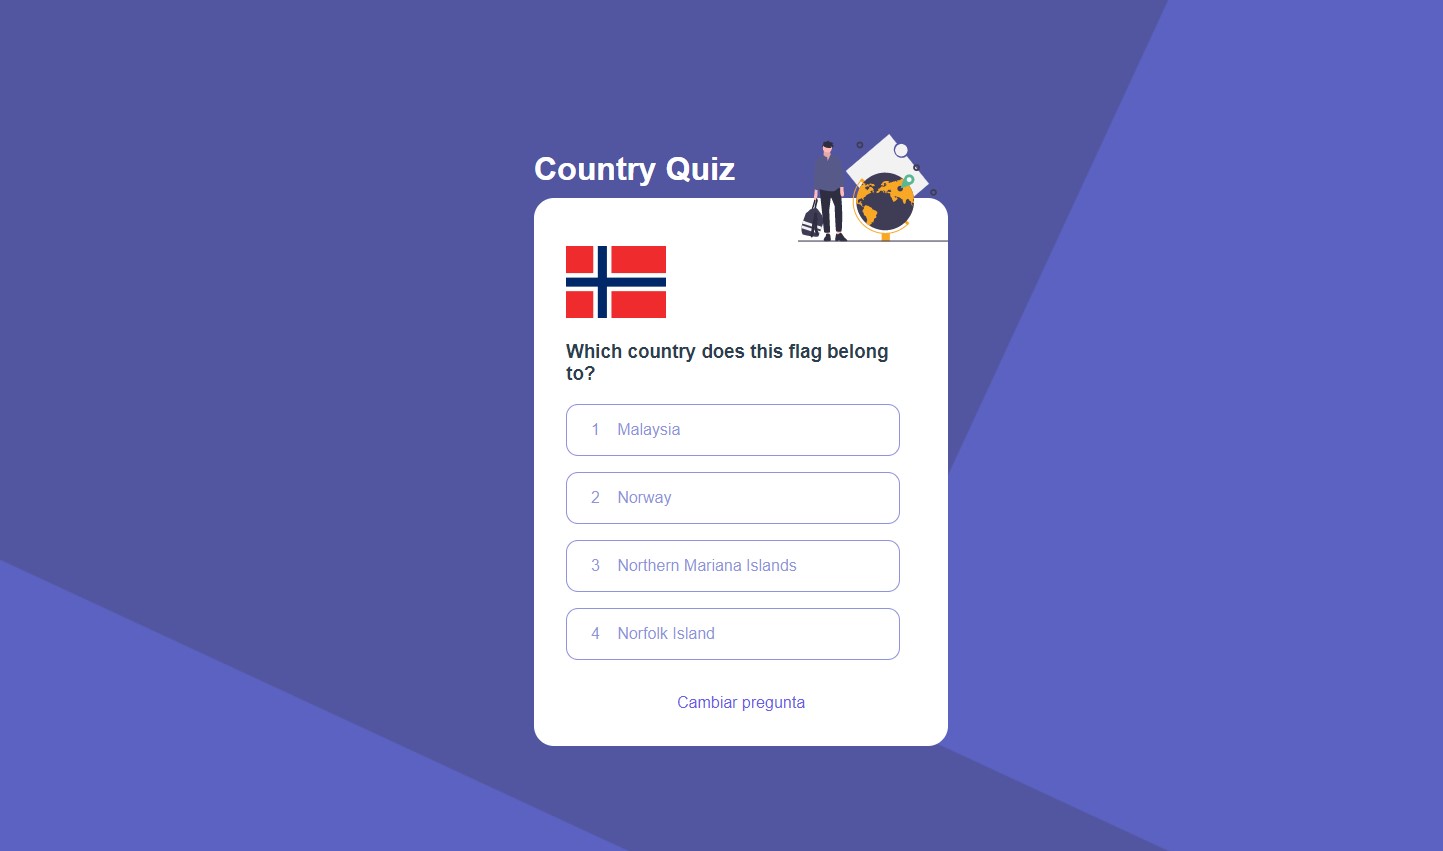 Country Quiz
Which country does this flag belong
to?
1 Malaysia
2 Norway
3 Northern Mariana Islands
4 Norfolk Island
Cambiar pregunta